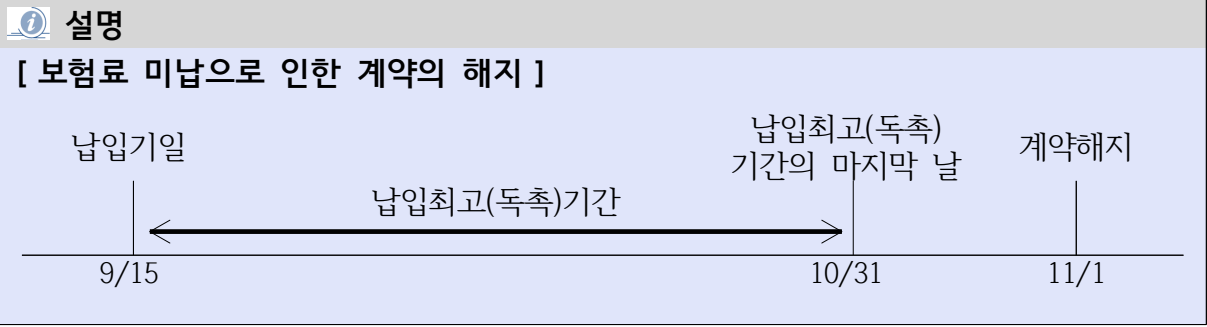 설명
[ 보험료 미납으로 인한 계약의 해지 ]
납입기일
납입최고(독촉)
기간의 마지막 날
계약해지
납입최고(독촉)기간
9/15
10/31
11/1